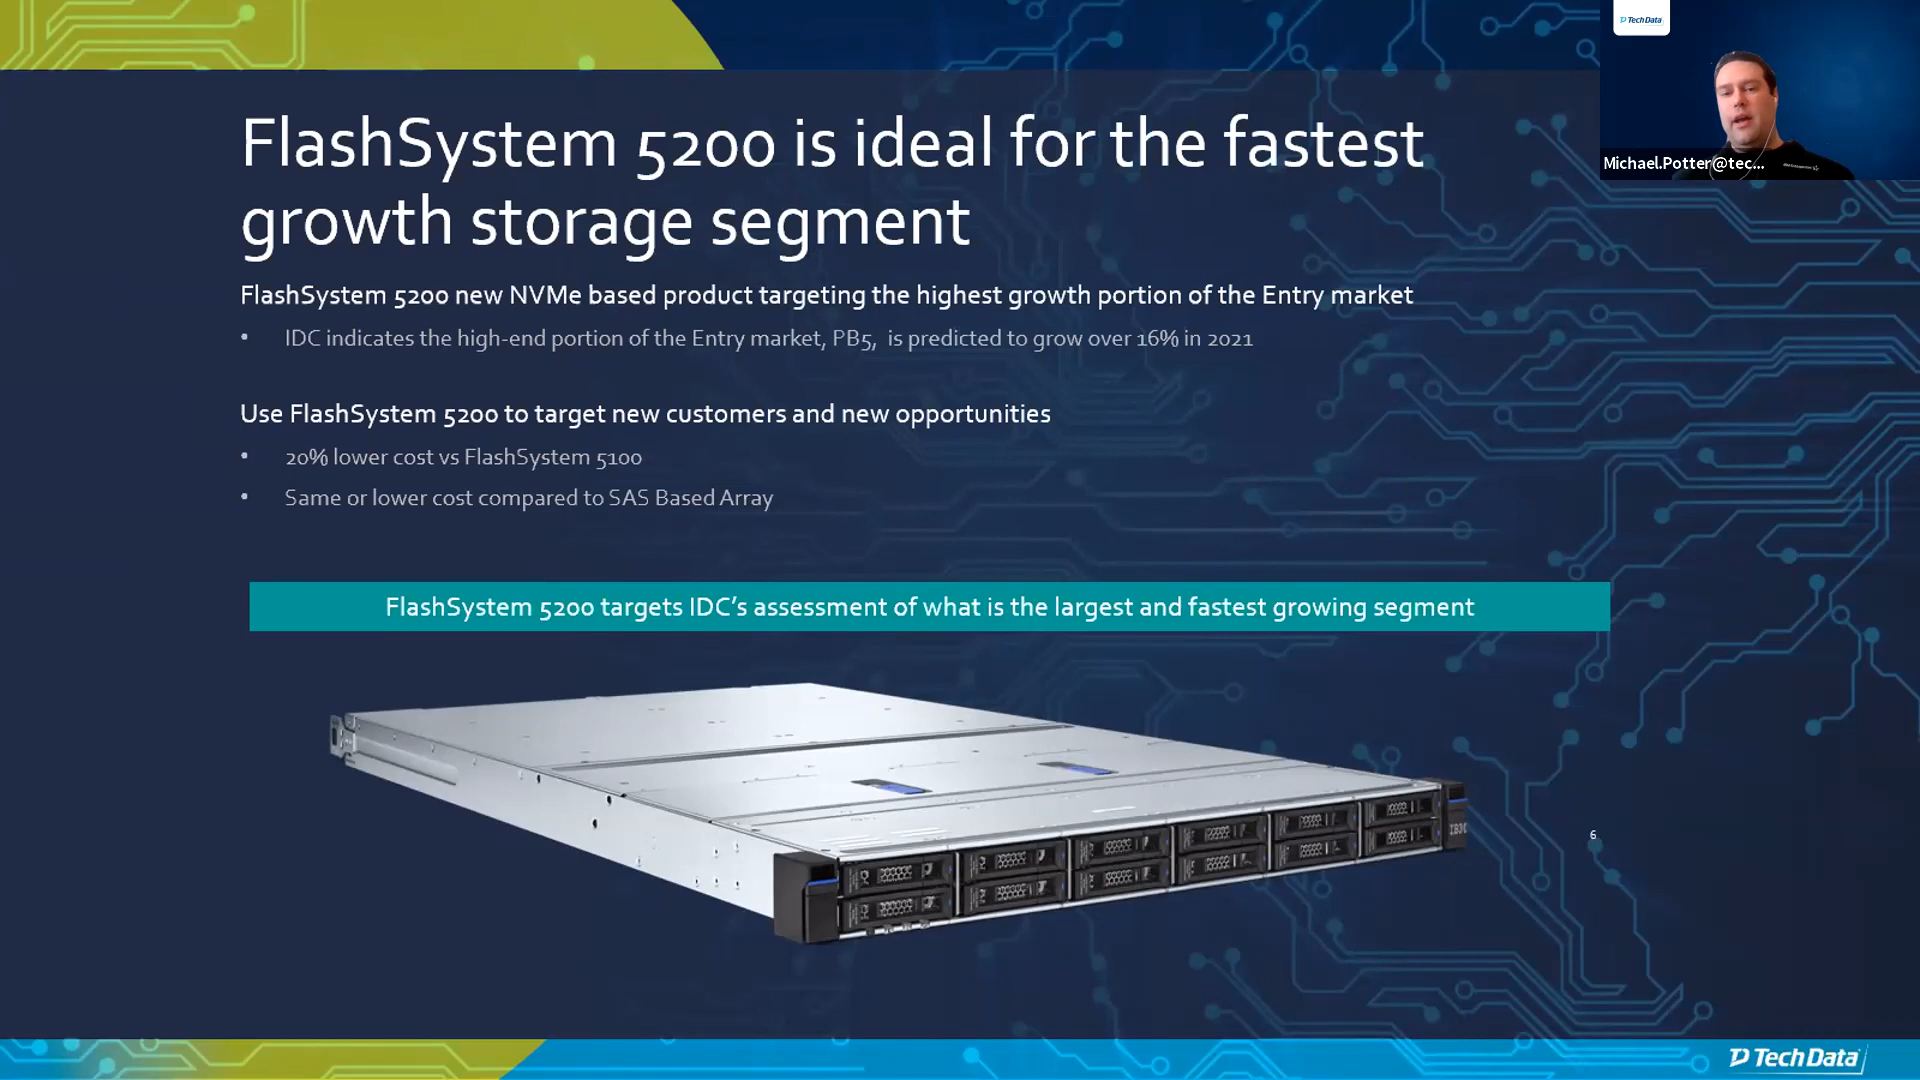 TechData
Michael.Potter@tec...
FlashSystem 5200 is ideal for the fastest
growth storage segment
FlashSystem 5200 new NVMe based product targeting the highest growth portion of the Entry market
• IDC indicates the high-end portion of the Entry market, PB5, is predicted to grow over 16% in 2021
Use FlashSystem 5200 to target new customers and new opportunities
• 20% lower cost vs FlashSystem 5100
• Same or lower cost compared to SAS Based Array
FlashSystem 5200 targets IDC’s assessment of what is the largest and fastest growing segment
IBM
6
TechData